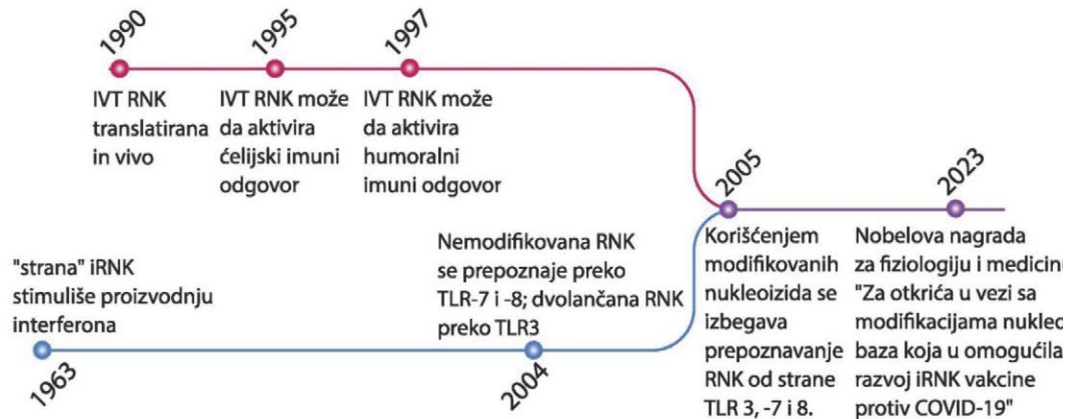 1990
IVT RNK
translatirana
in vivo
1995
IVT RNK može
da aktivira
ćelijski imuni
odgovor
1997
IVT RNK može
da aktivira
humoralni
imuni odgovor
"strana" iRNK
stimuliše proizvodnju
interferona
1963
Nemodifikovana RNK
se prepoznaje preko
TLR-7 i -8; dvolančana RNK
preko TLR3
2004
2005
Korišćenjem
modifikovanih
nukleoizida se
izbegava
prepoznavanje
RNK od strane
TLR 3, -7 i 8.
2023
Nobelova nagrada
za fiziologiju i
"Za otkrića u vezi sa
modifikacijama
baza koja u omogućila
razvoj iRNK vakcine
protiv COVID-19"